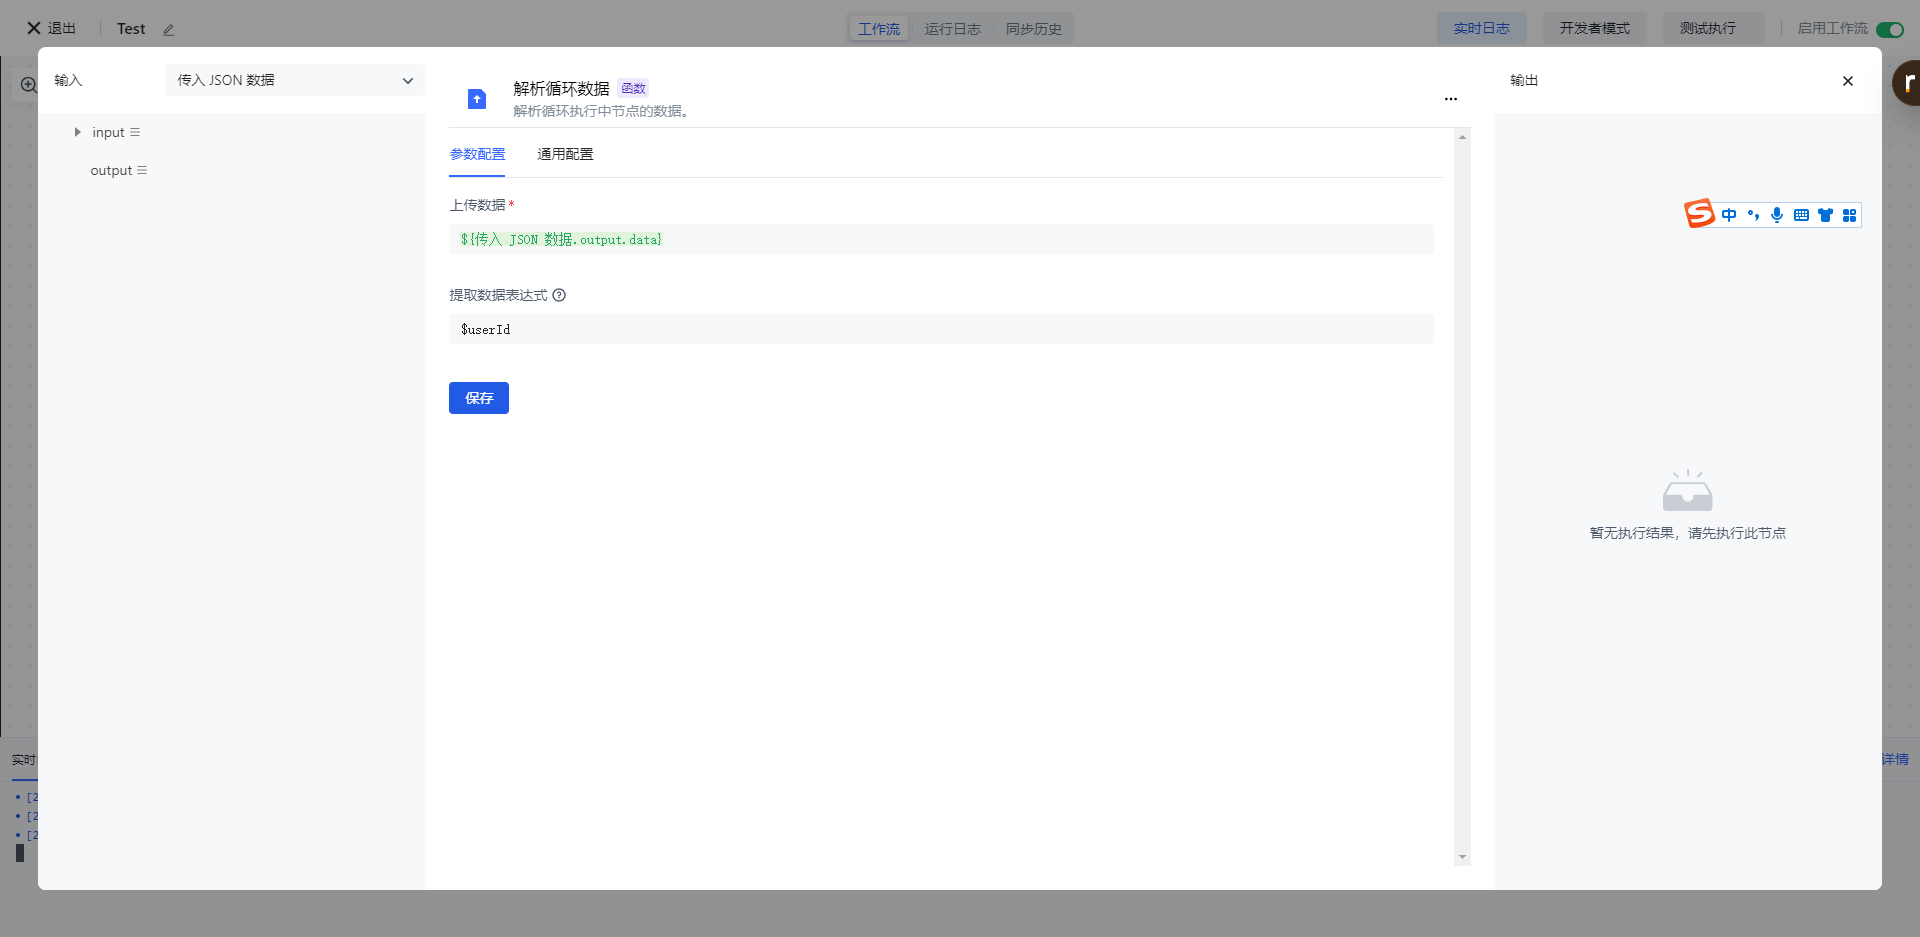 退出
Test
工作流
运行日志
同步历史
实时日志
开发者模式
测试执行
启用工作流
输入
传入 JSON 数据
input
output
解析循环数据 函数
解析循环执行中节点的数据。
参数配置
通用配置
上传数据*
${传入 JSON 数据.output.data}
提取数据表达式
$userId
保存
输出
中
暂无执行结果，请先执行此节点
实时
详情
[2
[2
[2